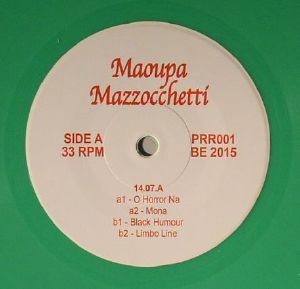 Maoupa
Mazzocchetti
SIDE A PRR001
33 RPM BE 2015
14.07.A
a1 - O Horror Na
a2 - Mona
b1 - Black Humour
b2 - Limbo Line